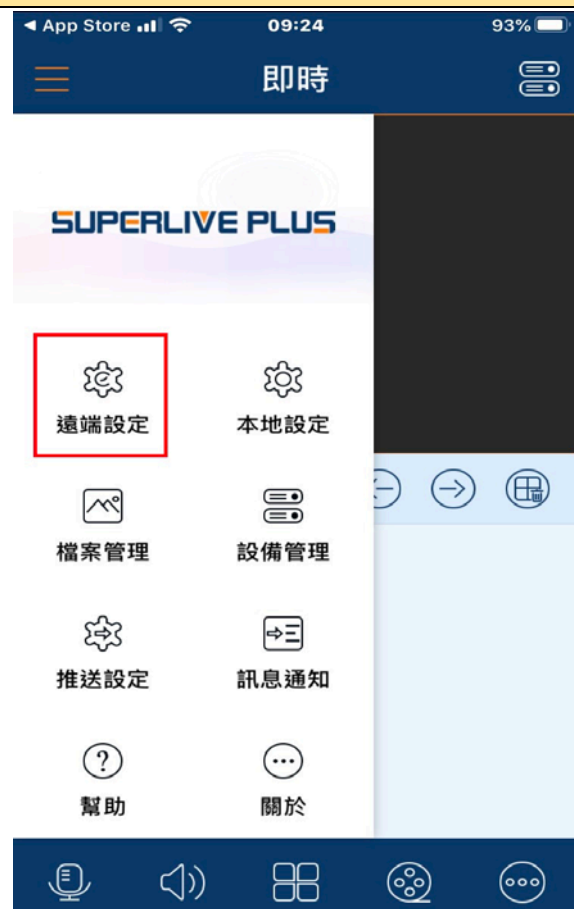 App Store 09:24 93%
即時
SUPERLIVE PLUS
遠端設定 本地設定
檔案管理 設備管理
推送設定 訊息通知
幫助 關於